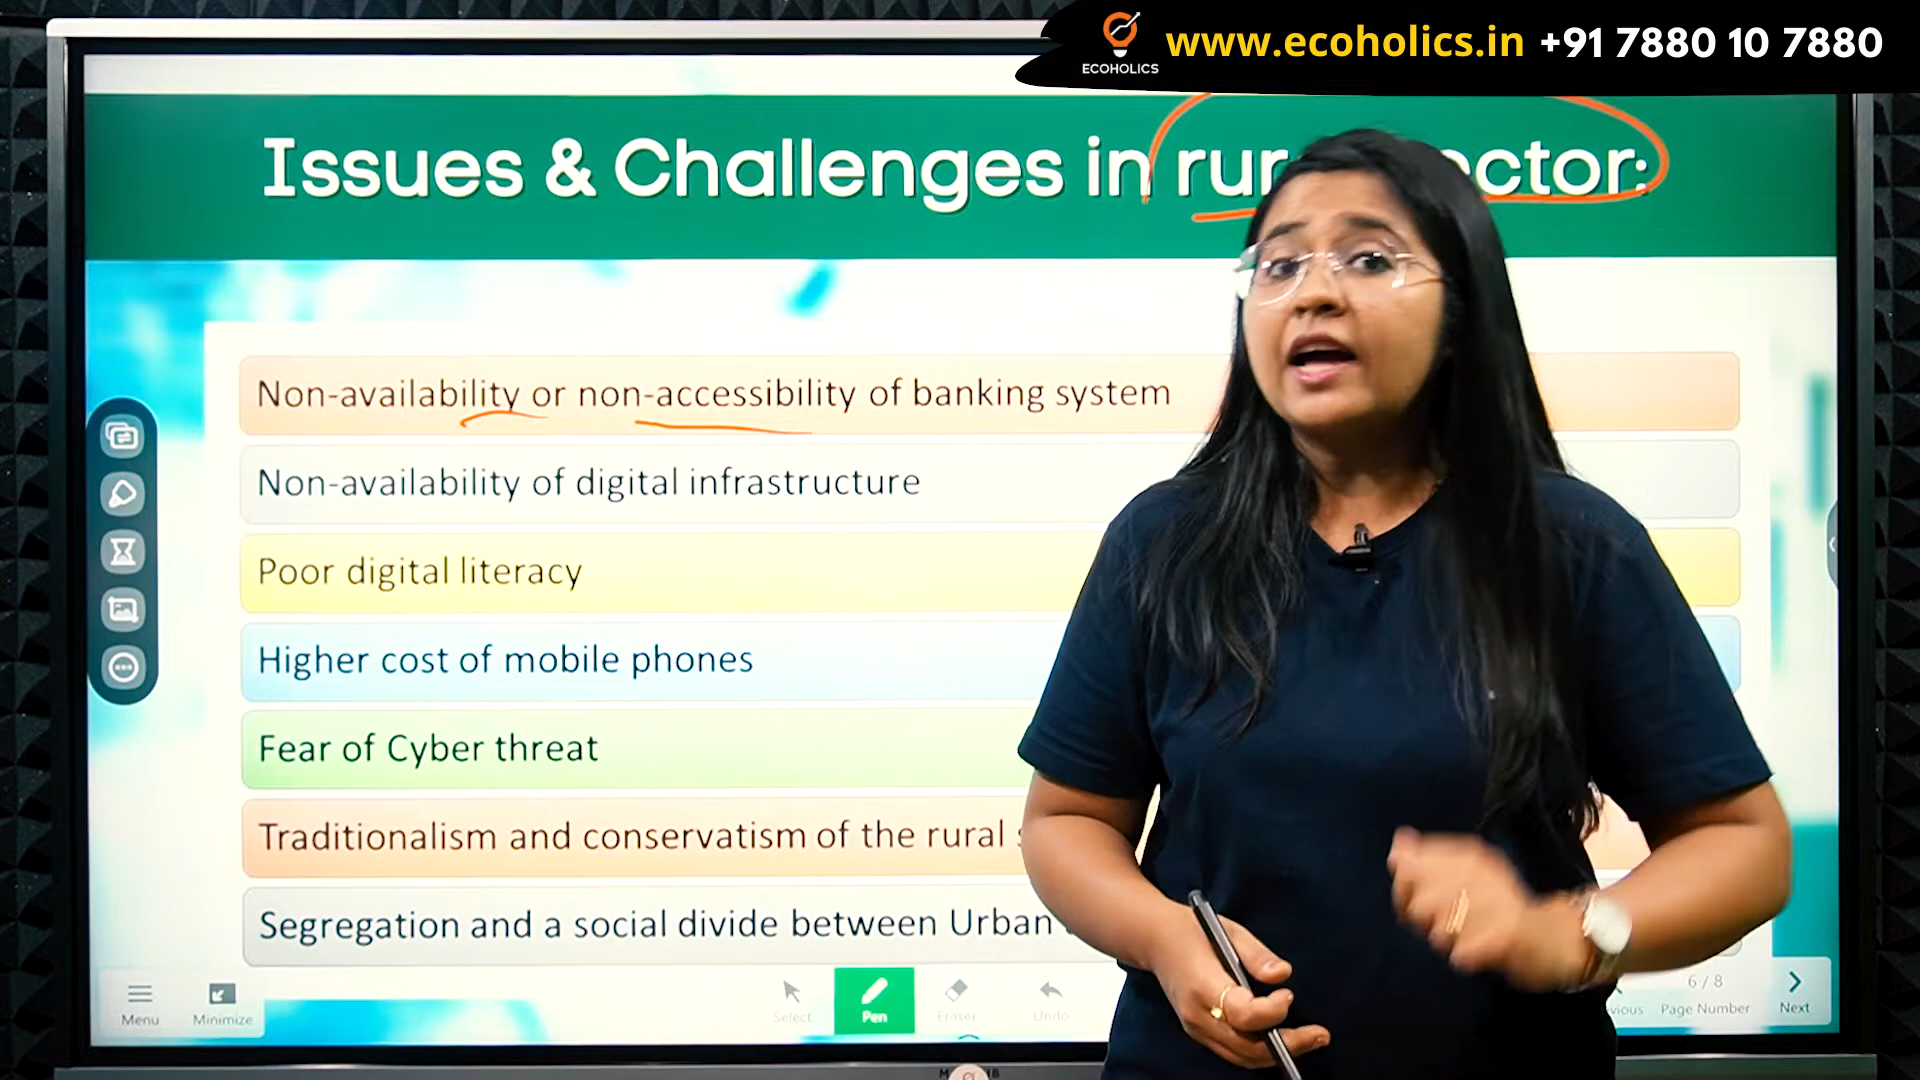 www.ecoholics.in +91 7880 10 7880
ECOHOLICS
Issues & Challenges in
Non-availability or non-accessibility of banking system
Non-availability of digital infrastructure
Poor digital literacy
Higher cost of mobile phones
Fear of Cyber threat
Traditionalism and conservatism of the rural
Segregation and a social divide between Urban
6 / 8
Menu Minimize Select Pen Eraser Undo Page Number Next